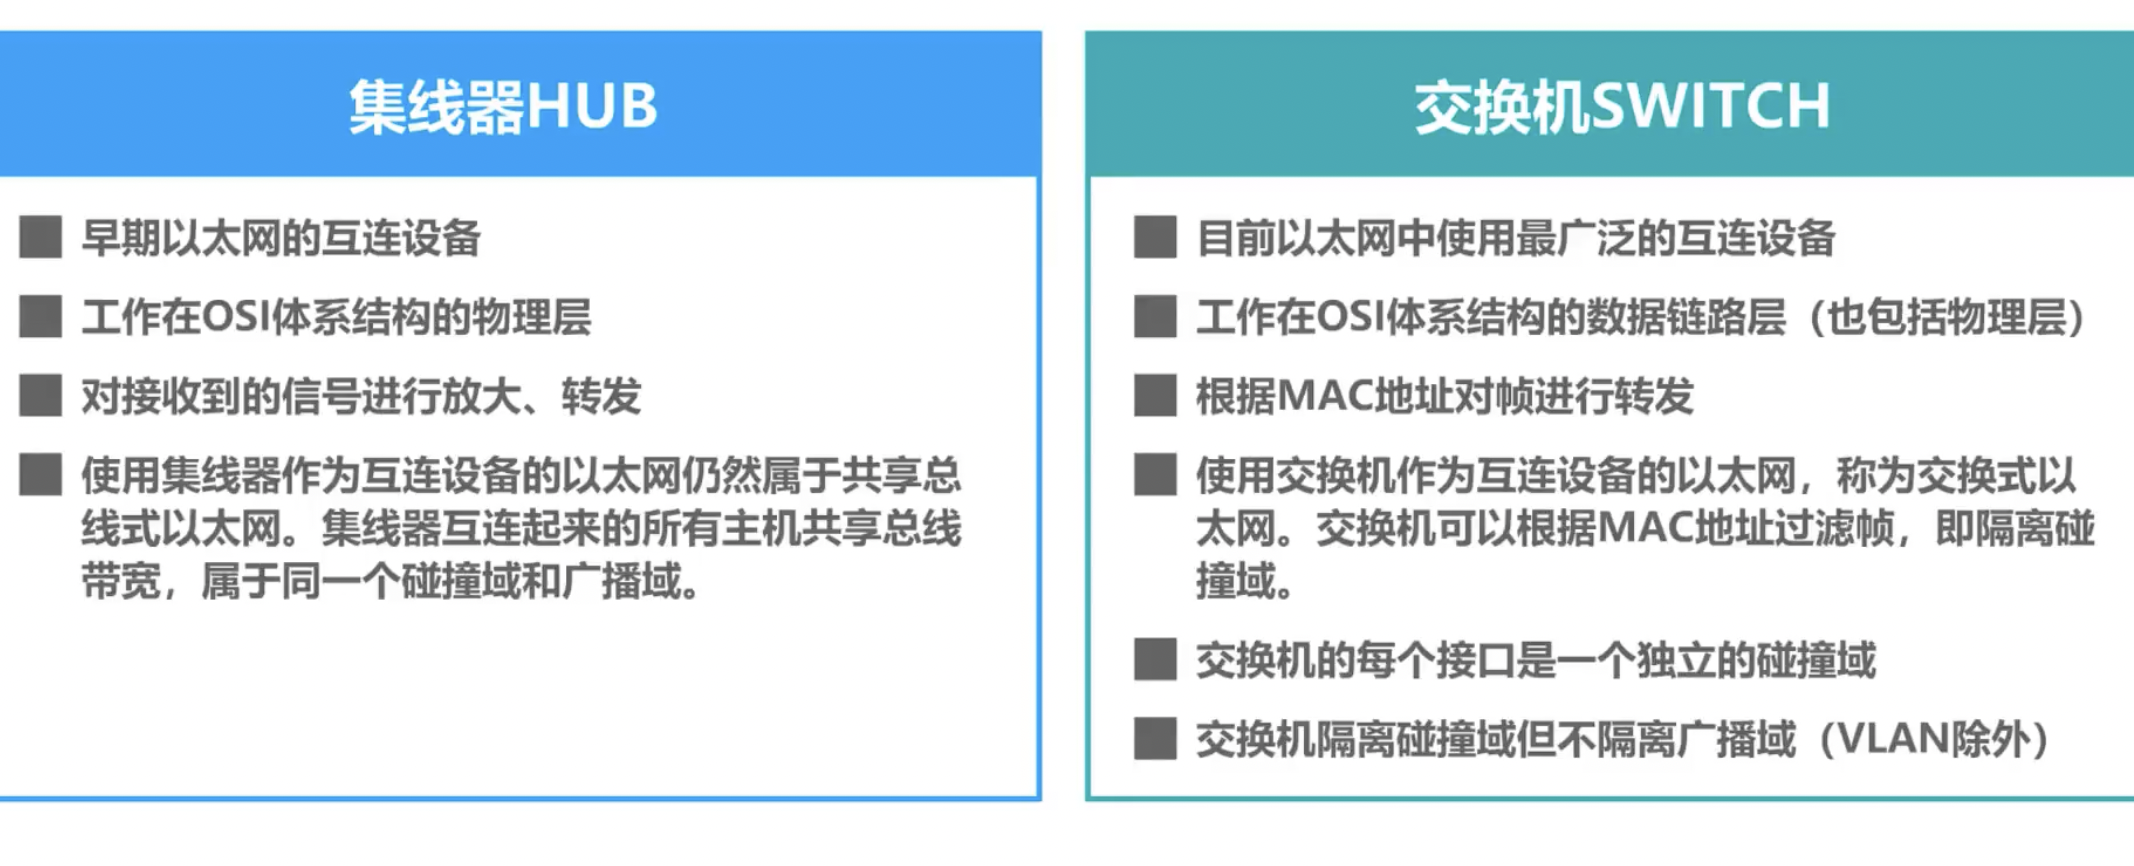 集线器HUB
早期以太网的互连设备
工作在OSI体系结构的物理层
对接收到的信号进行放大、转发
使用集线器作为互连设备的以太网仍然属于共享总
线式以太网。集线器互连起来的所有主机共享总线
带宽，属于同一个碰撞域和广播域。
交换机SWITCH
目前以太网中使用最广泛的互连设备
工作在OSI体系结构的数据链路层（也包括物理层）
根据MAC地址对帧进行转发
使用交换机作为互连设备的以太网，称为交换式以
太网。交换机可以根据MAC地址过滤帧，即隔离碰
撞域。
交换机的每个接口是一个独立的碰撞域
交换机隔离碰撞域但不隔离广播域（VLAN除外）